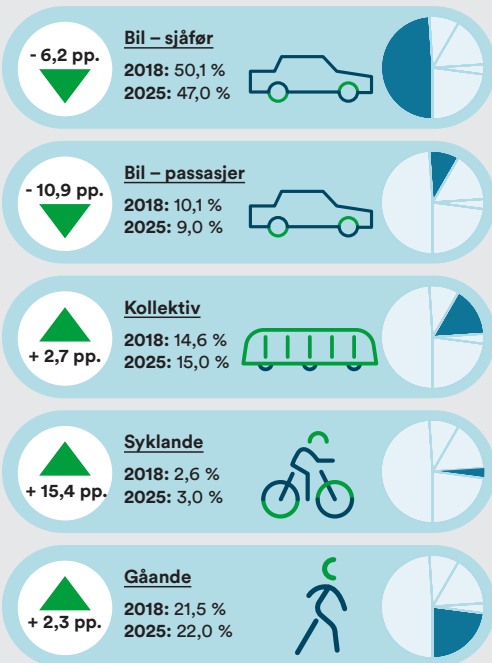 - 6,2 pp.
Bil – sjåfør
2018: 50,1 %
2025: 47,0 %
- 10,9 pp.
Bil – passasjer
2018: 10,1 %
2025: 9,0 %
+ 2,7 pp.
Kollektiv
2018: 14,6 %
2025: 15,0 %
+ 15,4 pp.
Syklande
2018: 2,6 %
2025: 3,0 %
+ 2,3 pp.
Gåande
2018: 21,5 %
2025: 22,0 %